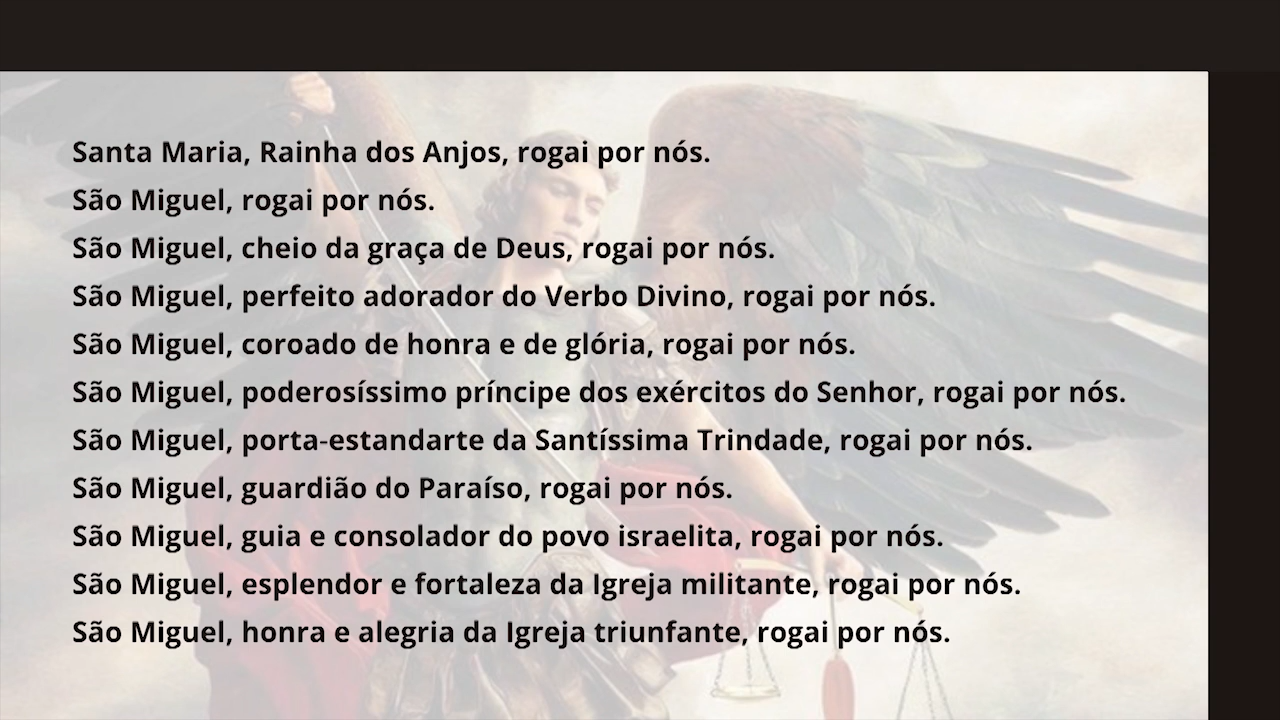 Santa Maria, Rainha dos Anjos, rogai por nós.
São Miguel, rogai por nós.
São Miguel, cheio da graça de Deus, rogai por nós.
São Miguel, perfeito adorador do Verbo Divino, rogai por nós.
São Miguel, coroado de honra e de glória, rogai por nós.
São Miguel, poderosíssimo príncipe dos exércitos do Senhor, rogai por nós.
São Miguel, porta-estandarte da Santíssima Trindade, rogai por nós.
São Miguel, guardião do Paraíso, rogai por nós.
São Miguel, guia e consolador do povo israelita, rogai por nós.
São Miguel, esplendor e fortaleza da Igreja militante, rogai por nós.
São Miguel, honra e alegria da Igreja triunfante, rogai por nós.